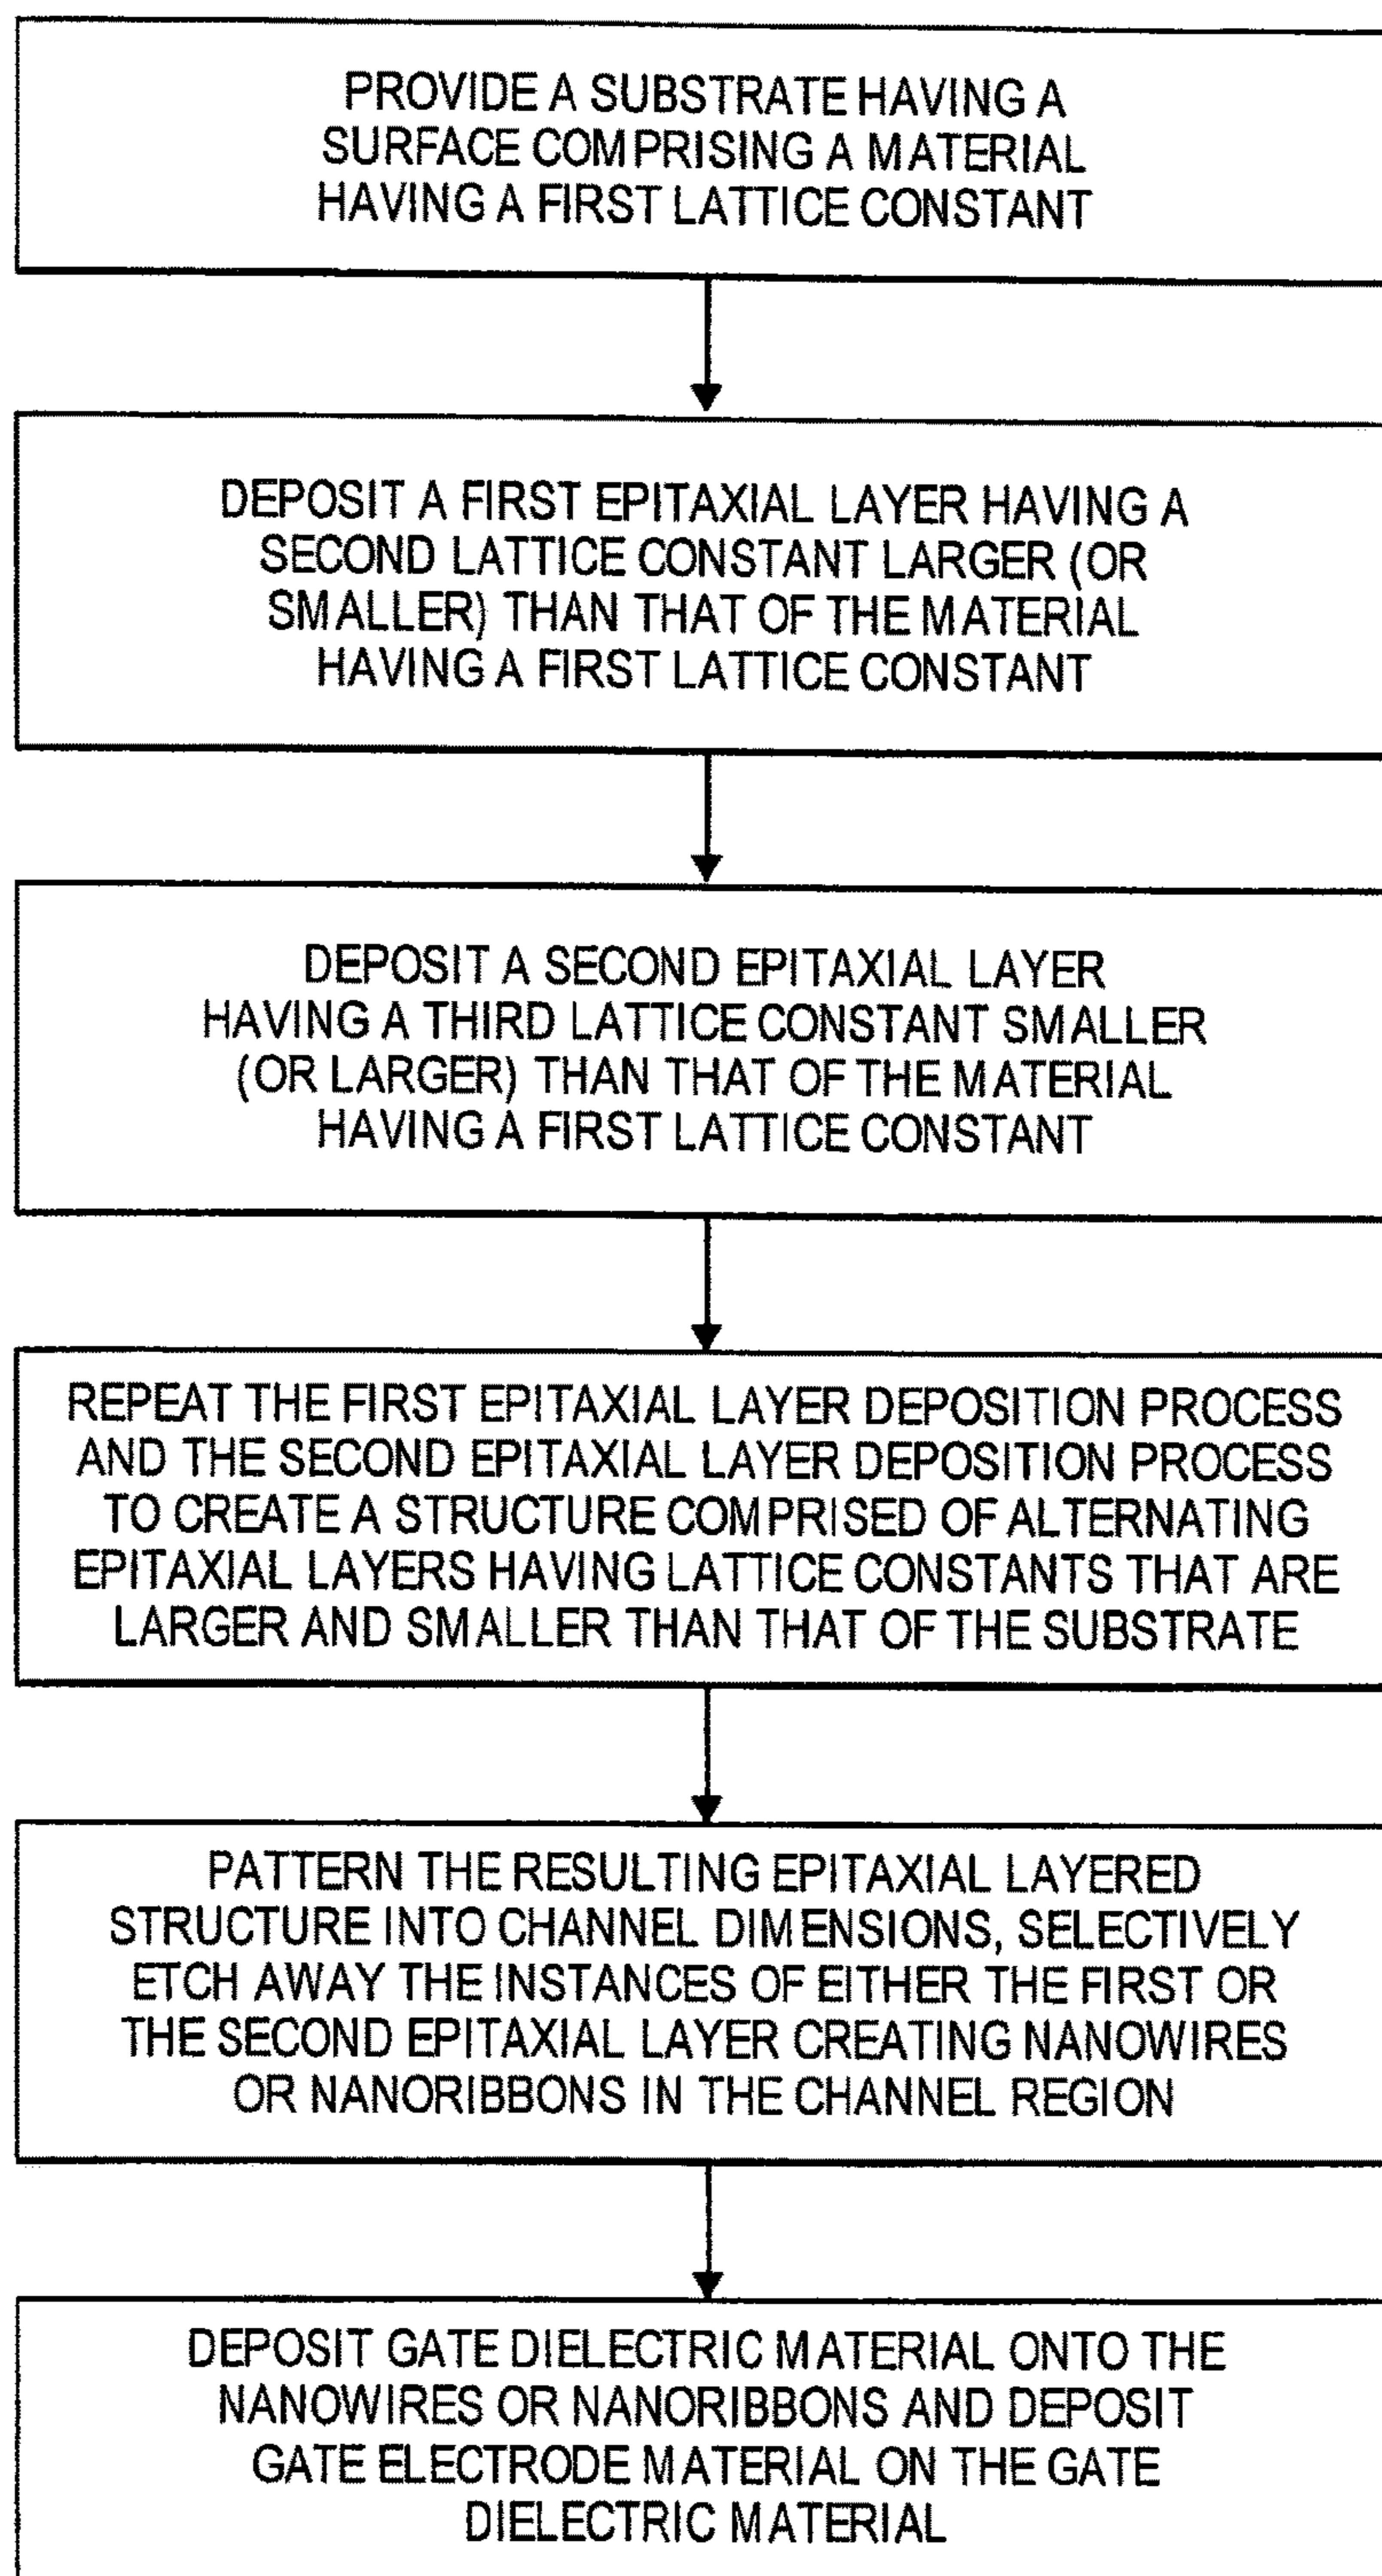 PROVIDE A SUBSTRATE HAVING A
SURFACE COMPRISING A MATERIAL
HAVING A FIRST LATTICE CONSTANT
DEPOSIT A FIRST EPITAXIAL LAYER HAVING A
SECOND LATTICE CONSTANT LARGER (OR
SMALLER) THAN THAT OF THE MATERIAL
HAVING A FIRST LATTICE CONSTANT
DEPOSIT A SECOND EPITAXIAL LAYER
HAVING A THIRD LATTICE CONSTANT SMALLER
(OR LARGER) THAN THAT OF THE MATERIAL
HAVING A FIRST LATTICE CONSTANT
REPEAT THE FIRST EPITAXIAL LAYER DEPOSITION PROCESS
AND THE SECOND EPITAXIAL LAYER DEPOSITION PROCESS
TO CREATE A STRUCTURE COMPRISED OF ALTERNATING
EPITAXIAL LAYERS HAVING LATTICE CONSTANTS THAT ARE
LARGER AND SMALLER THAN THAT OF THE SUBSTRATE
PATTERN THE RESULTING EPITAXIAL LAYERED
STRUCTURE INTO CHANNEL DIMENSIONS, SELECTIVELY
ETCH AWAY THE INSTANCES OF EITHER THE FIRST OR
THE SECOND EPITAXIAL LAYER CREATING NANOWIRES
OR NANORIBBONS IN THE CHANNEL REGION
DEPOSIT GATE DIELECTRIC MATERIAL ONTO THE
NANOWIRES OR NANORIBBONS AND DEPOSIT
GATE ELECTRODE MATERIAL ON THE GATE
DIELECTRIC MATERIAL